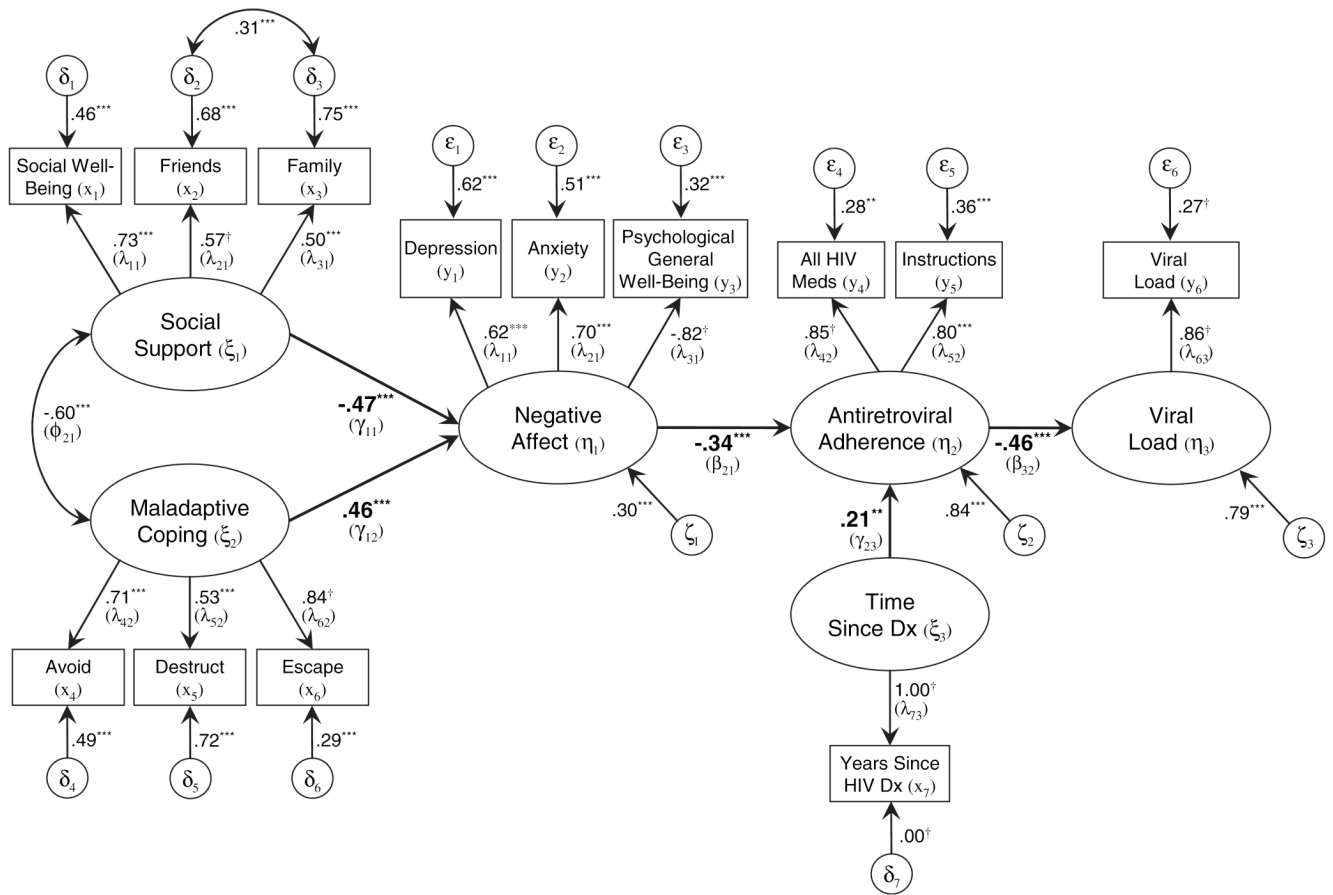 .31***
δ1
δ2
δ3
.46***
.68***
.75***
Social Well-
Being (x1)
Friends
(x2)
Family
(x3)
.73***
(λ11)
.57†
(λ21)
.50***
(λ31)
Social
Support (ξ1)
-.60***
(ϕ21)
Maladaptive
Coping (ξ2)
.71***
(λ42)
.53***
(λ52)
.84†
(λ62)
Avoid
(x4)
Destruct
(x5)
Escape
(x6)
.49***
.72***
.29***
δ4
δ5
δ6
-.47***
(γ11)
.46***
(γ12)
ε1
ε2
ε3
.62***
.51***
.32***
Depression
(y1)
Anxiety
(y2)
Psychological
General
Well-Being (y3)
.62***
(λ11)
.70***
(λ21)
-.82†
(λ31)
Negative
Affect (η1)
.30***
ζ1
-.34***
(β21)
ε4
ε5
.28**
.36***
All HIV
Meds (y4)
Instructions
(y5)
.85†
(λ42)
.80***
(λ52)
Antiretroviral
Adherence (η2)
.84***
ζ2
.21**
(γ23)
Time
Since Dx (ξ3)
1.00†
(λ73)
Years Since
HIV Dx (x7)
.00†
δ7
-.46***
(β32)
ε6
.27†
Viral
Load (y6)
.86†
(λ63)
Viral
Load (η3)
.79***
ζ3